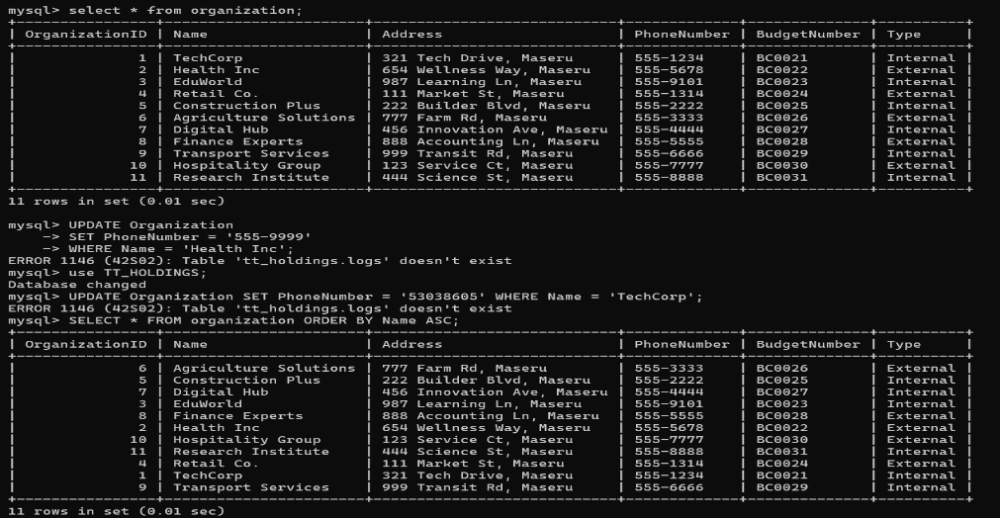 mysql> select * from organization;
+----------------+-----------------------+----------------------------+-------------+--------------+----------+
| OrganizationID | Name                  | Address                    | PhoneNumber | BudgetNumber | Type     |
+----------------+-----------------------+----------------------------+-------------+--------------+----------+
|              1 | TechCorp              | 321 Tech Drive, Maseru     | 555-1234    | BC0021       | Internal |
|              2 | Health Inc            | 654 Wellness Way, Maseru   | 555-5678    | BC0022       | External |
|              3 | EduWorld              | 987 Learning Ln, Maseru    | 555-9101    | BC0023       | Internal |
|              4 | Retail Co.            | 111 Market St, Maseru      | 555-1314    | BC0024       | External |
|              5 | Construction Plus     | 222 Builder Blvd, Maseru   | 555-2222    | BC0025       | Internal |
|              6 | Agriculture Solutions | 777 Farm Rd, Maseru        | 555-3333    | BC0026       | External |
|              7 | Digital Hub           | 456 Innovation Ave, Maseru | 555-4444    | BC0027       | Internal |
|              8 | Finance Experts       | 888 Accounting Ln, Maseru  | 555-5555    | BC0028       | External |
|              9 | Transport Services    | 999 Transit Rd, Maseru     | 555-6666    | BC0029       | Internal |
|             10 | Hospitality Group     | 123 Service Ct, Maseru     | 555-7777    | BC0030       | External |
|             11 | Research Institute    | 444 Science St, Maseru     | 555-8888    | BC0031       | Internal |
+----------------+-----------------------+----------------------------+-------------+--------------+----------+
11 rows in set (0.01 sec)
mysql> UPDATE Organization
    -> SET PhoneNumber = '555-9999'
    -> WHERE Name = 'Health Inc';
ERROR 1146 (42S02): Table 'tt_holdings.logs' doesn't exist
mysql> use TT_HOLDINGS;
Database changed
mysql> UPDATE Organization SET PhoneNumber = '53038605' WHERE Name = 'TechCorp';
ERROR 1146 (42S02): Table 'tt_holdings.logs' doesn't exist
mysql> SELECT * FROM organization ORDER BY Name ASC;
+----------------+-----------------------+----------------------------+-------------+--------------+----------+
| OrganizationID | Name                  | Address                    | PhoneNumber | BudgetNumber | Type     |
+----------------+-----------------------+----------------------------+-------------+--------------+----------+
|              6 | Agriculture Solutions | 777 Farm Rd, Maseru        | 555-3333    | BC0026       | External |
|              5 | Construction Plus     | 222 Builder Blvd, Maseru   | 555-2222    | BC0025       | Internal |
|              7 | Digital Hub           | 456 Innovation Ave, Maseru | 555-4444    | BC0027       | Internal |
|              3 | EduWorld              | 987 Learning Ln, Maseru    | 555-9101    | BC0023       | Internal |
|              8 | Finance Experts       | 888 Accounting Ln, Maseru  | 555-5555    | BC0028       | External |
|              2 | Health Inc            | 654 Wellness Way, Maseru   | 555-5678    | BC0022       | External |
|             10 | Hospitality Group     | 123 Service Ct, Maseru     | 555-7777    | BC0030       | External |
|             11 | Research Institute    | 444 Science St, Maseru     | 555-8888    | BC0031       | Internal |
|              4 | Retail Co.            | 111 Market St, Maseru      | 555-1314    | BC0024       | External |
|              1 | TechCorp              | 321 Tech Drive, Maseru     | 555-1234    | BC0021       | Internal |
|              9 | Transport Services    | 999 Transit Rd, Maseru     | 555-6666    | BC0029       | Internal |
+----------------+-----------------------+----------------------------+-------------+--------------+----------+
11 rows in set (0.01 sec)